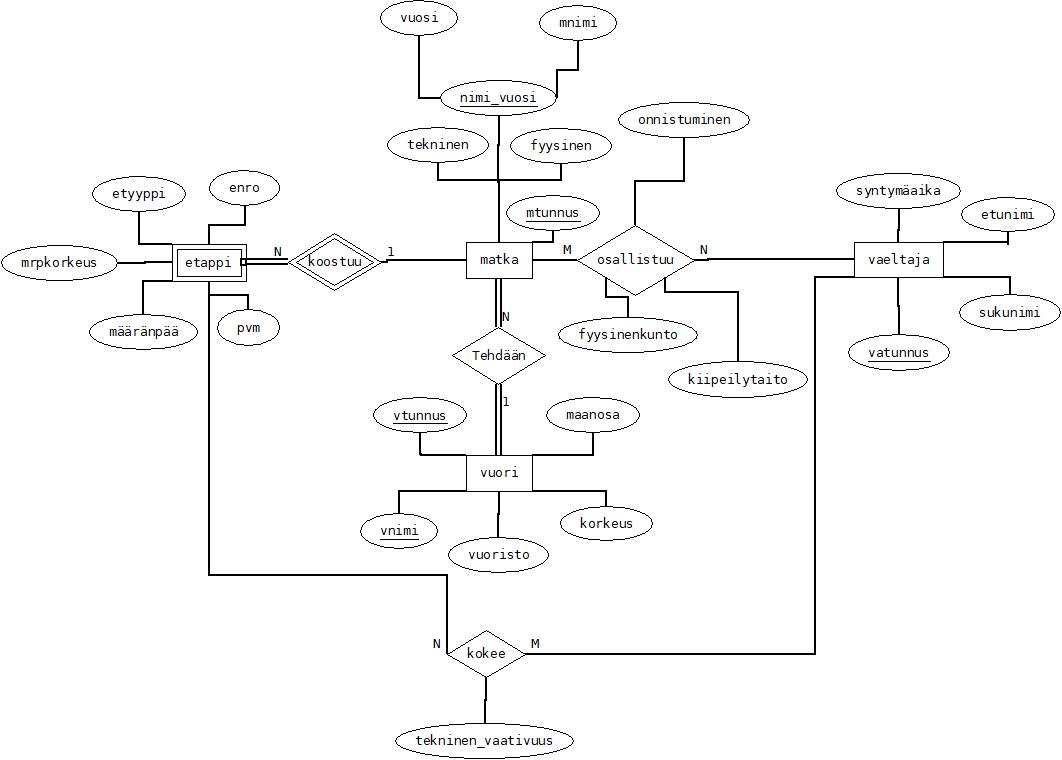 vuosi
mnimi
nimi_vuosi
onnistuminen
tekninen
fyysinen
etyyppi
enro
syntymäaika
mtunnus
etunimi
mrpkorkeus
etappi
N
koostuu
1
matka
M
osallistuu
N
vaeltaja
määränpää
pvm
N
fyysinenkunto
sukunimi
Tehdään
vatunnus
kiipeilytaito
1
vtunnus
maanosa
vuori
vnimi
korkeus
vuoristo
N
kokee
M
tekninen_vaativuus